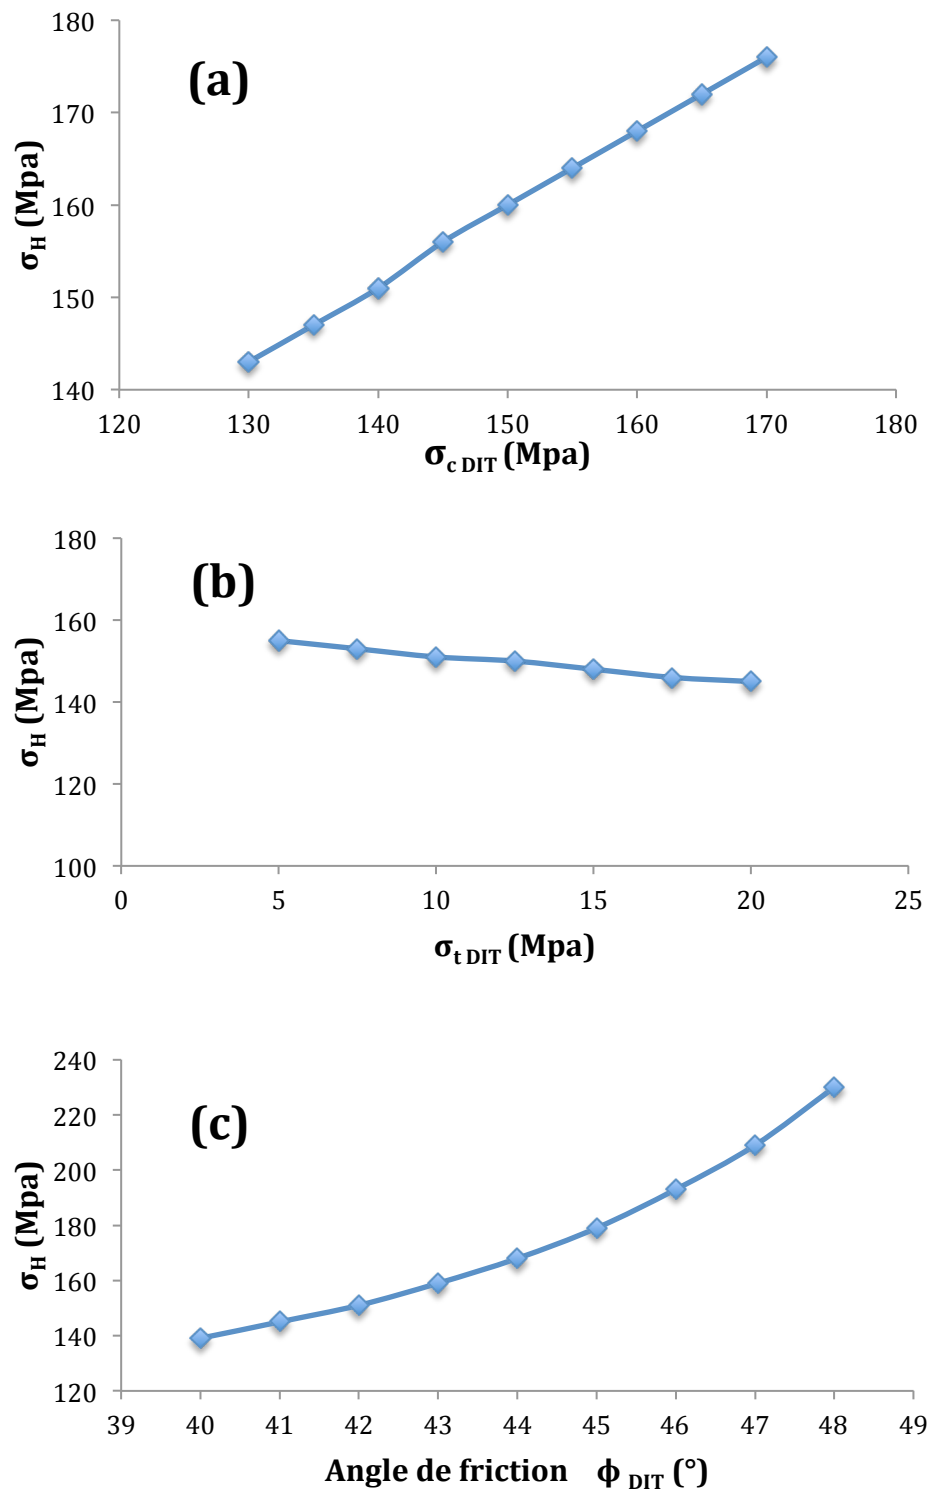 (a)
σH (Mpa)
180
170
160
150
140
120 130 140 150 160 170 180
σc DIT (Mpa)
(b)
σH (Mpa)
180
160
140
120
100
0 5 10 15 20 25
σt DIT (Mpa)
(c)
σH (Mpa)
240
220
200
180
160
140
120
39 40 41 42 43 44 45 46 47 48 49
Angle de friction ϕ DIT (°)